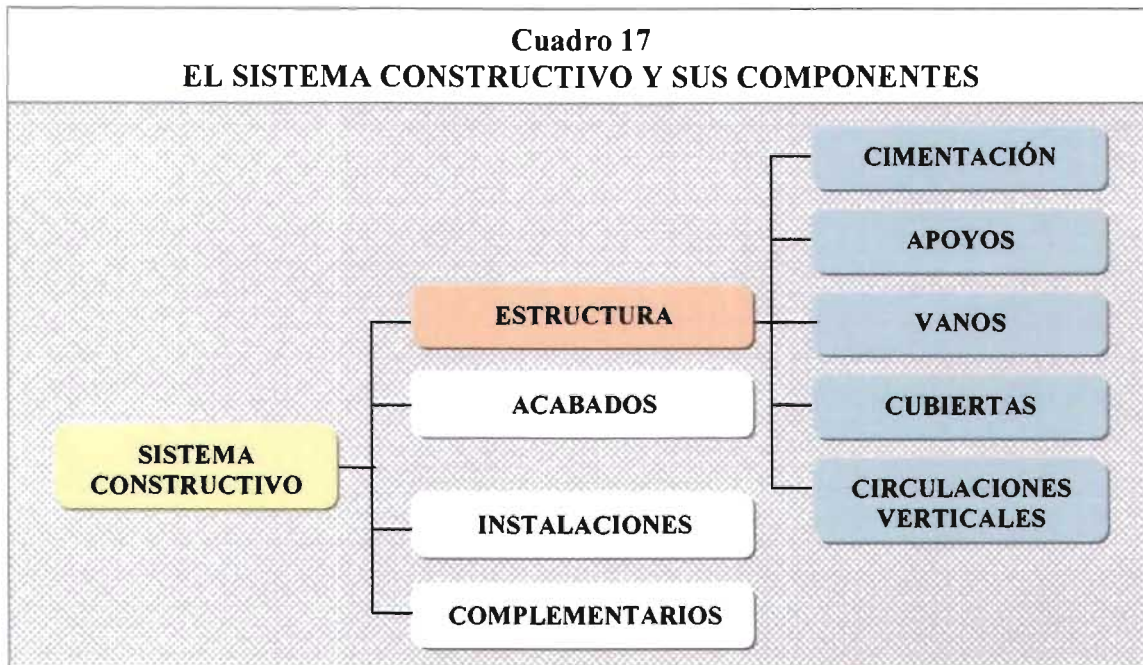 Cuadro 17
EL SISTEMA CONSTRUCTIVO Y SUS COMPONENTES
SISTEMA
CONSTRUCTIVO
ESTRUCTURA
ACABADOS
INSTALACIONES
COMPLEMENTARIOS
CIMENTACIÓN
APOYOS
VANOS
CUBIERTAS
CIRCULACIONES
VERTICALES